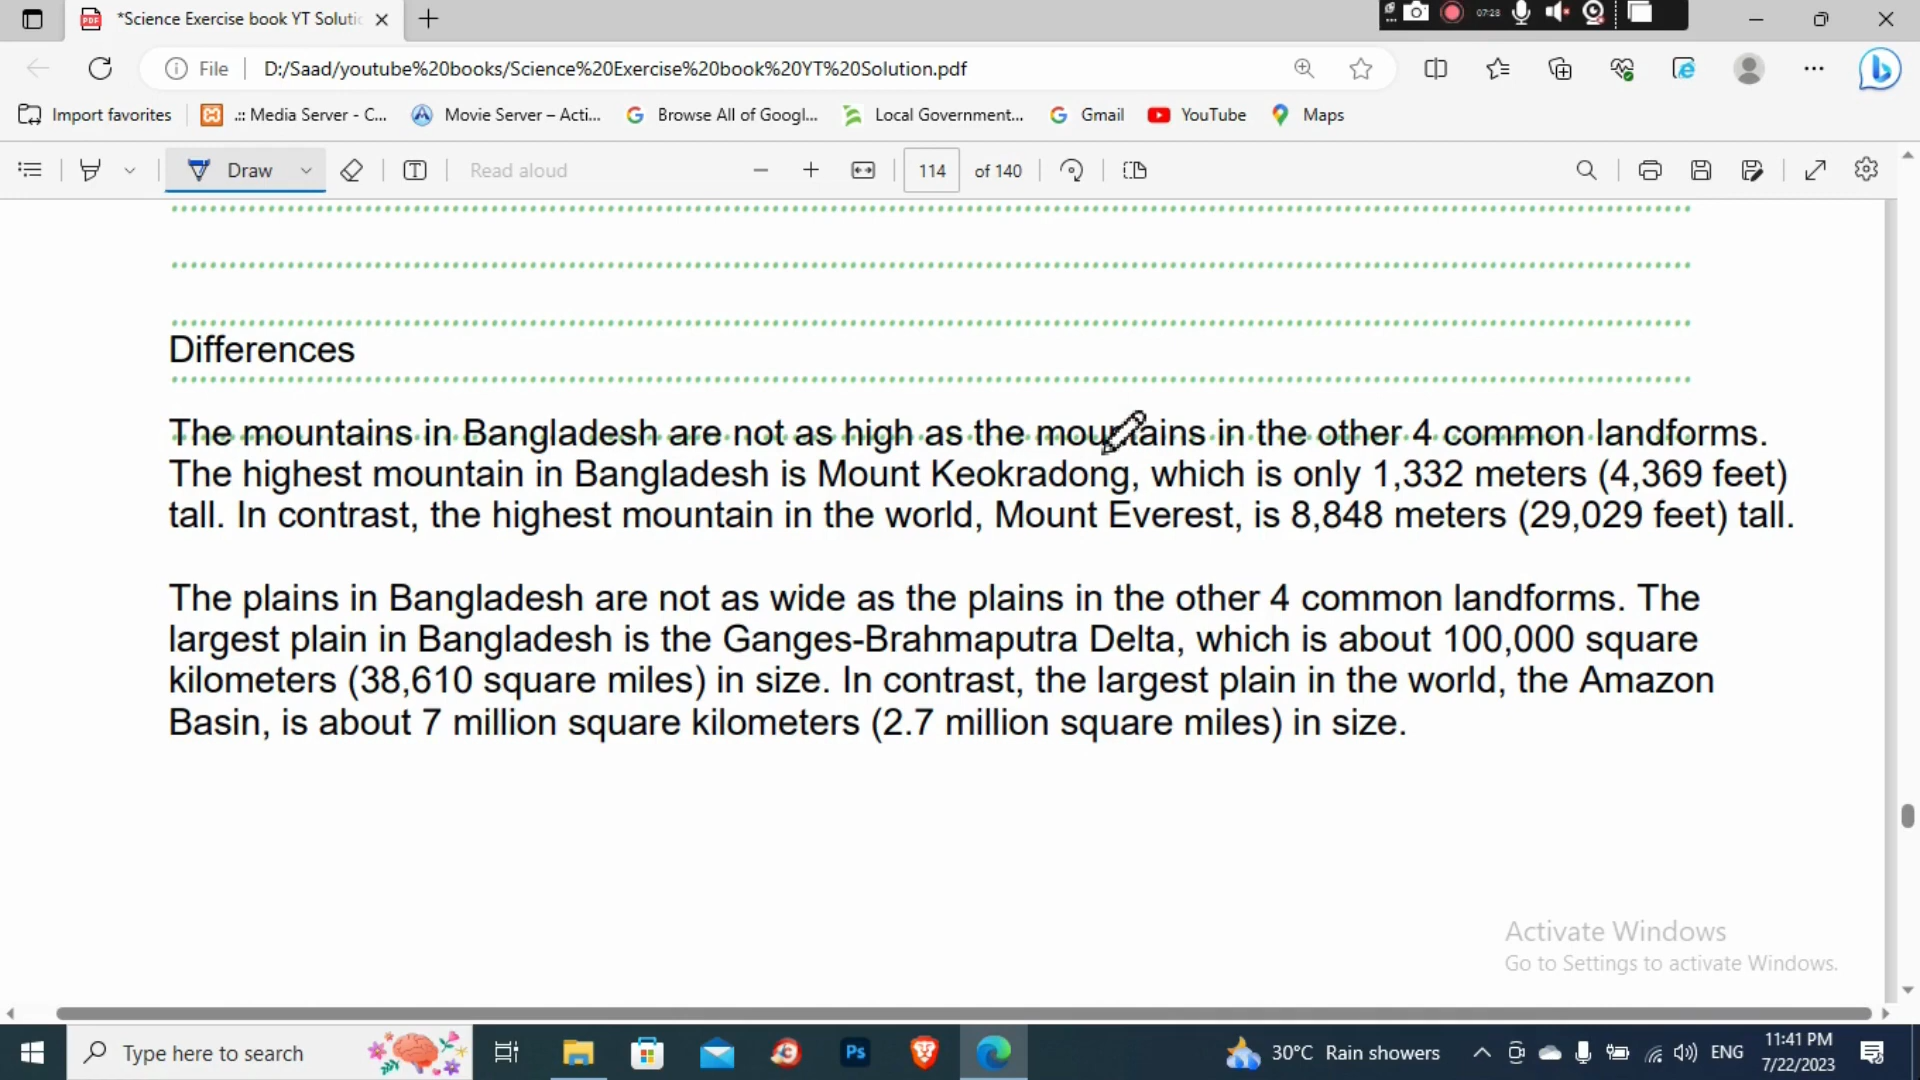 *Science Exercise book YT Soluti
07:28
File
D:/Saad/youtube%20books/Science%20Exercise%20book%20YT%20Solution.pdf
Import favorites
.:: Media Server - C...
Movie Server – Acti...
Browse All of Googl...
Local Government...
Gmail
YouTube
Maps
Draw
Read aloud
114 of 140
Differences
The mountains in Bangladesh are not as high as the mountains in the other 4 common landforms.
The highest mountain in Bangladesh is Mount Keokradong, which is only 1,332 meters (4,369 feet)
tall. In contrast, the highest mountain in the world, Mount Everest, is 8,848 meters (29,029 feet) tall.
The plains in Bangladesh are not as wide as the plains in the other 4 common landforms. The
largest plain in Bangladesh is the Ganges-Brahmaputra Delta, which is about 100,000 square
kilometers (38,610 square miles) in size. In contrast, the largest plain in the world, the Amazon
Basin, is about 7 million square kilometers (2.7 million square miles) in size.
Activate Windows
Go to Settings to activate Windows.
Type here to search
Ps
30°C Rain showers
ENG
11:41 PM
7/22/2023